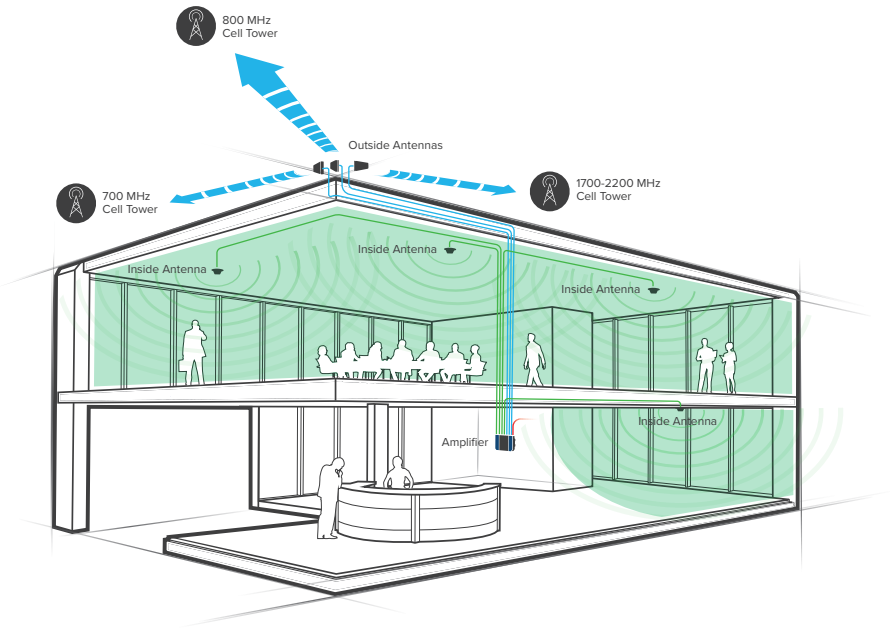 800 MHz
Cell Tower
Outside Antennas
700 MHz
Cell Tower
1700-2200 MHz
Cell Tower
Inside Antenna
Inside Antenna
Inside Antenna
Inside Antenna
Amplifier